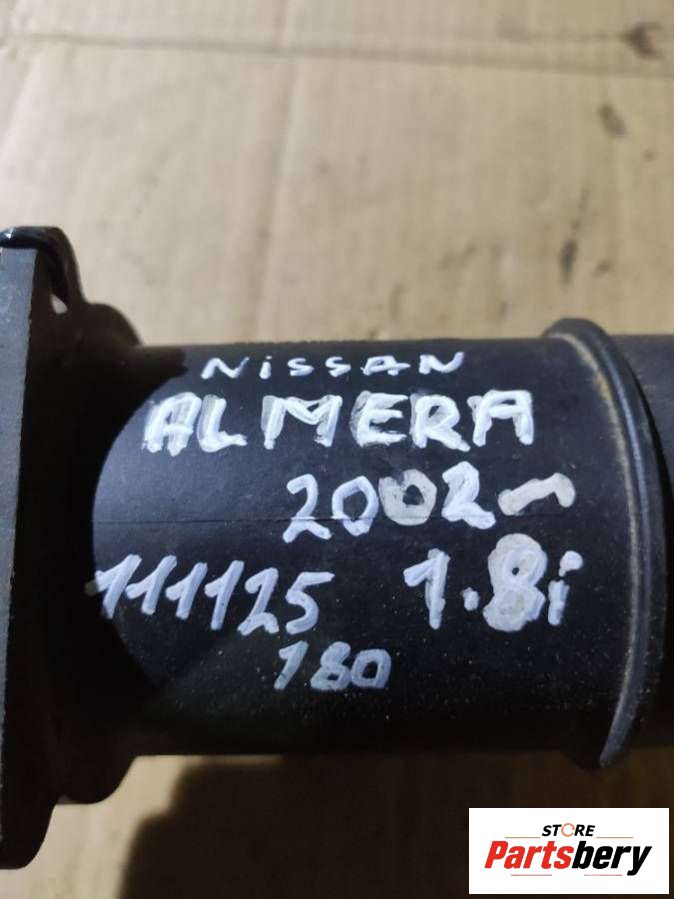 NiSSAN
ALMERA
2002-
111125 1.8i
180
STORE
Partsbery